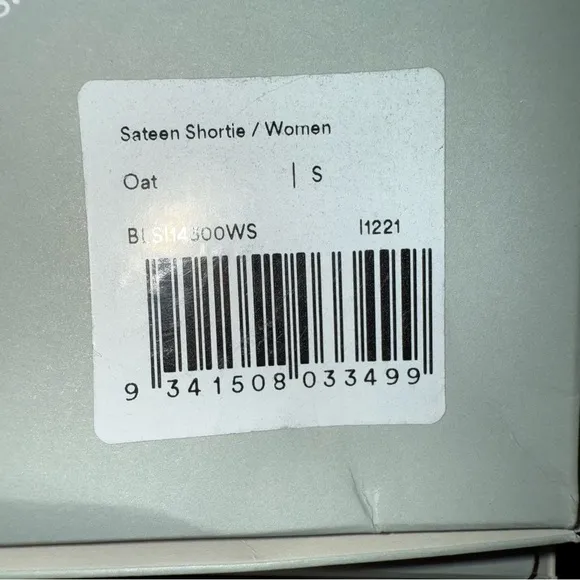 Sateen Shortie / Women
Oat | S
I1221
9 341508 033499